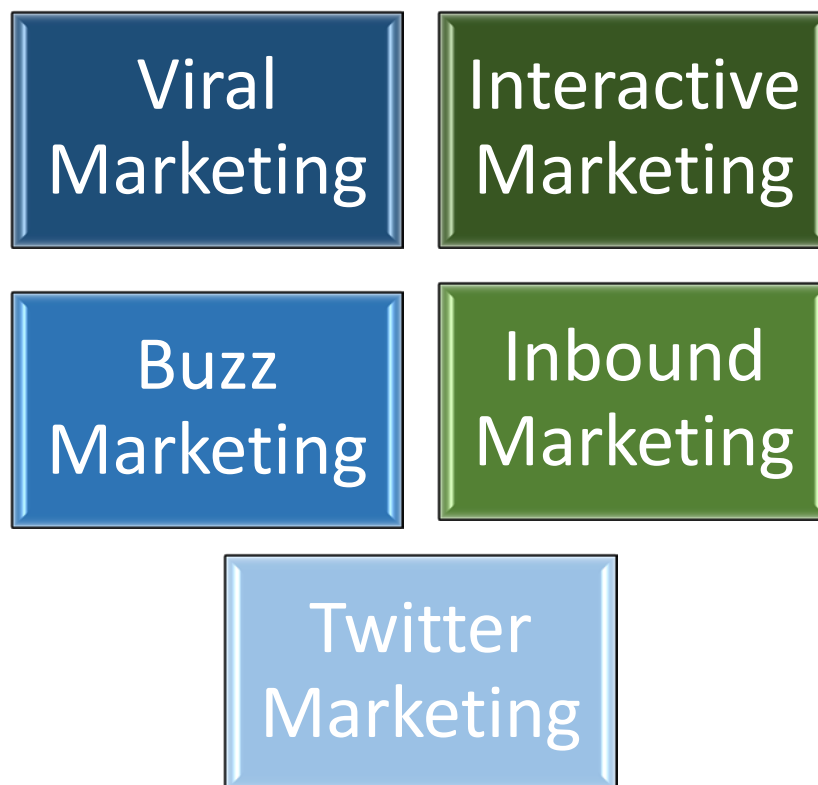 Viral
Marketing
Interactive
Marketing
Buzz
Marketing
Inbound
Marketing
Twitter
Marketing